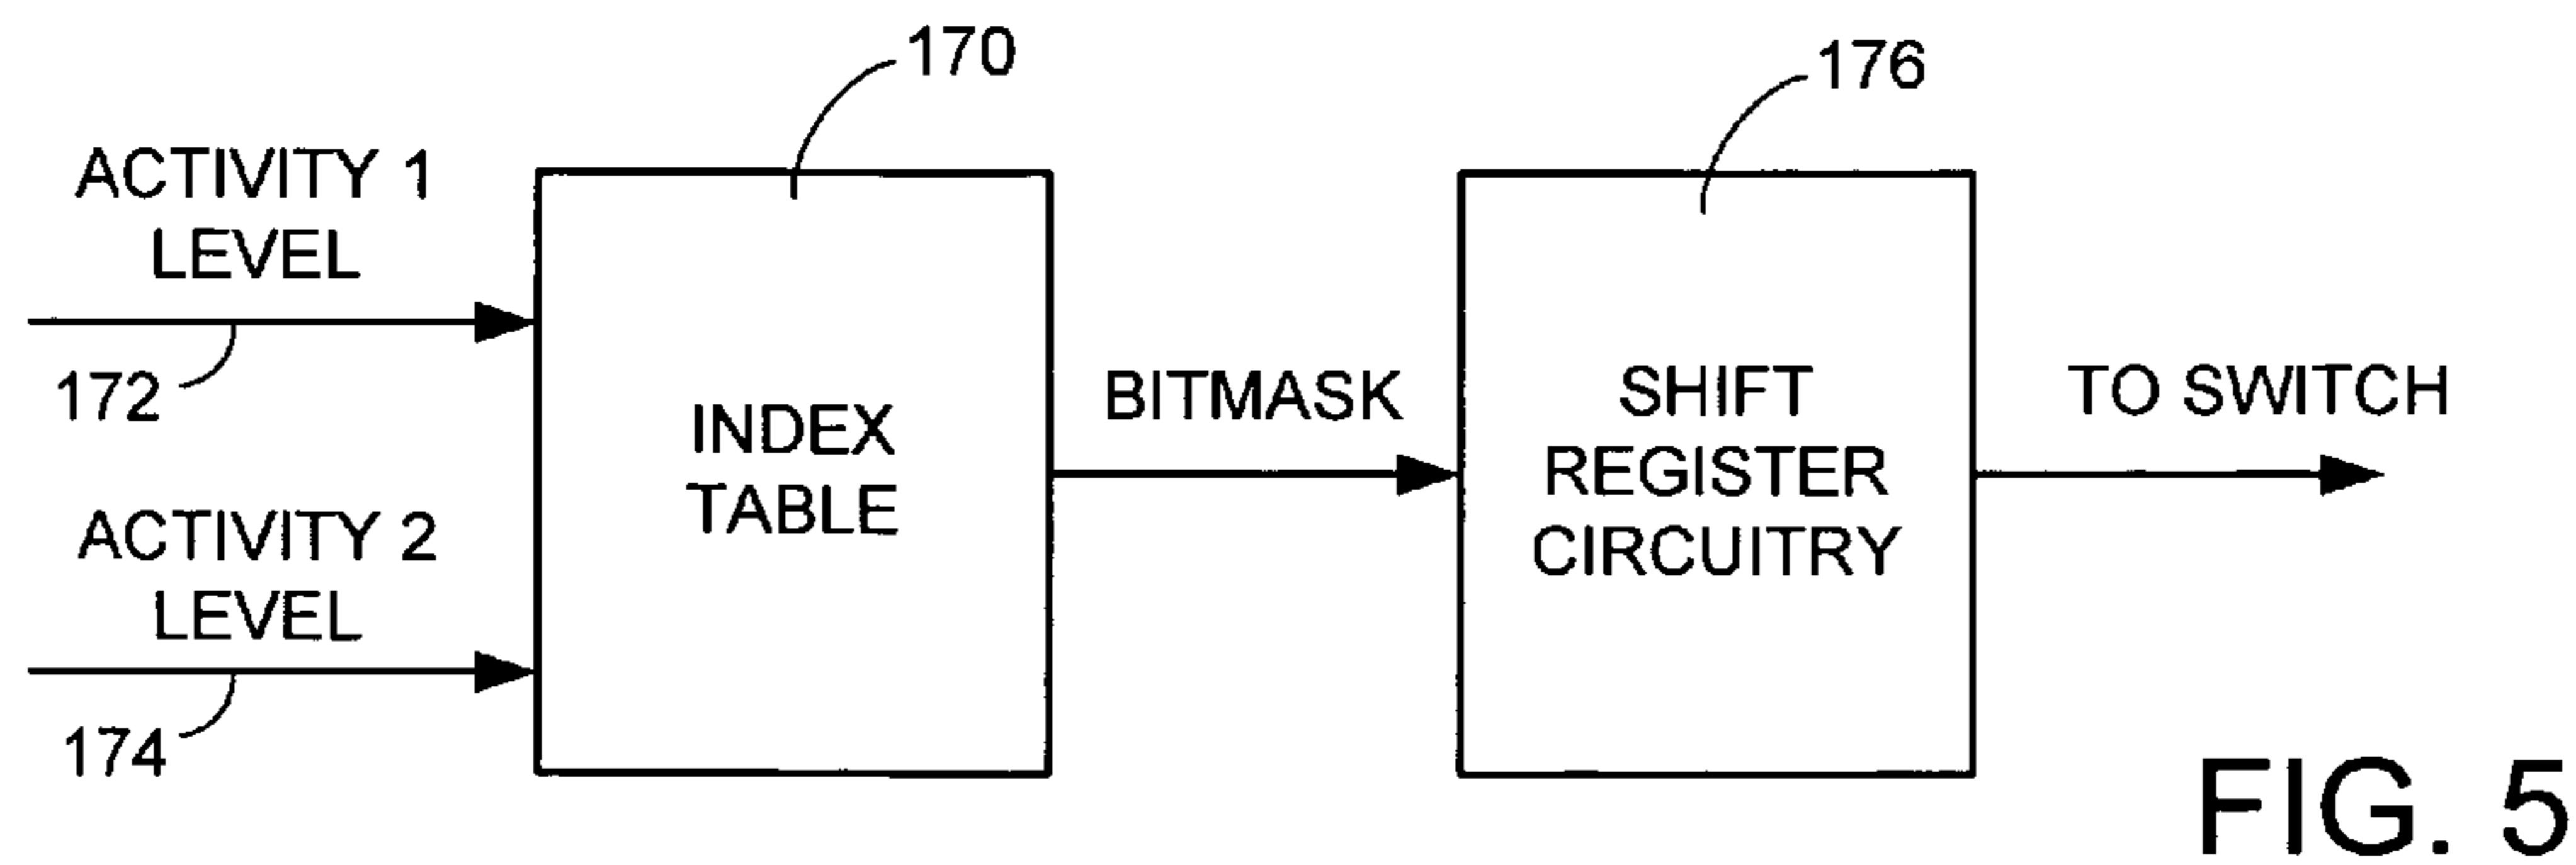 170
176
ACTIVITY 1
LEVEL
172
INDEX
TABLE
BITMASK
SHIFT
REGISTER
CIRCUITRY
TO SWITCH
ACTIVITY 2
LEVEL
174
FIG. 5